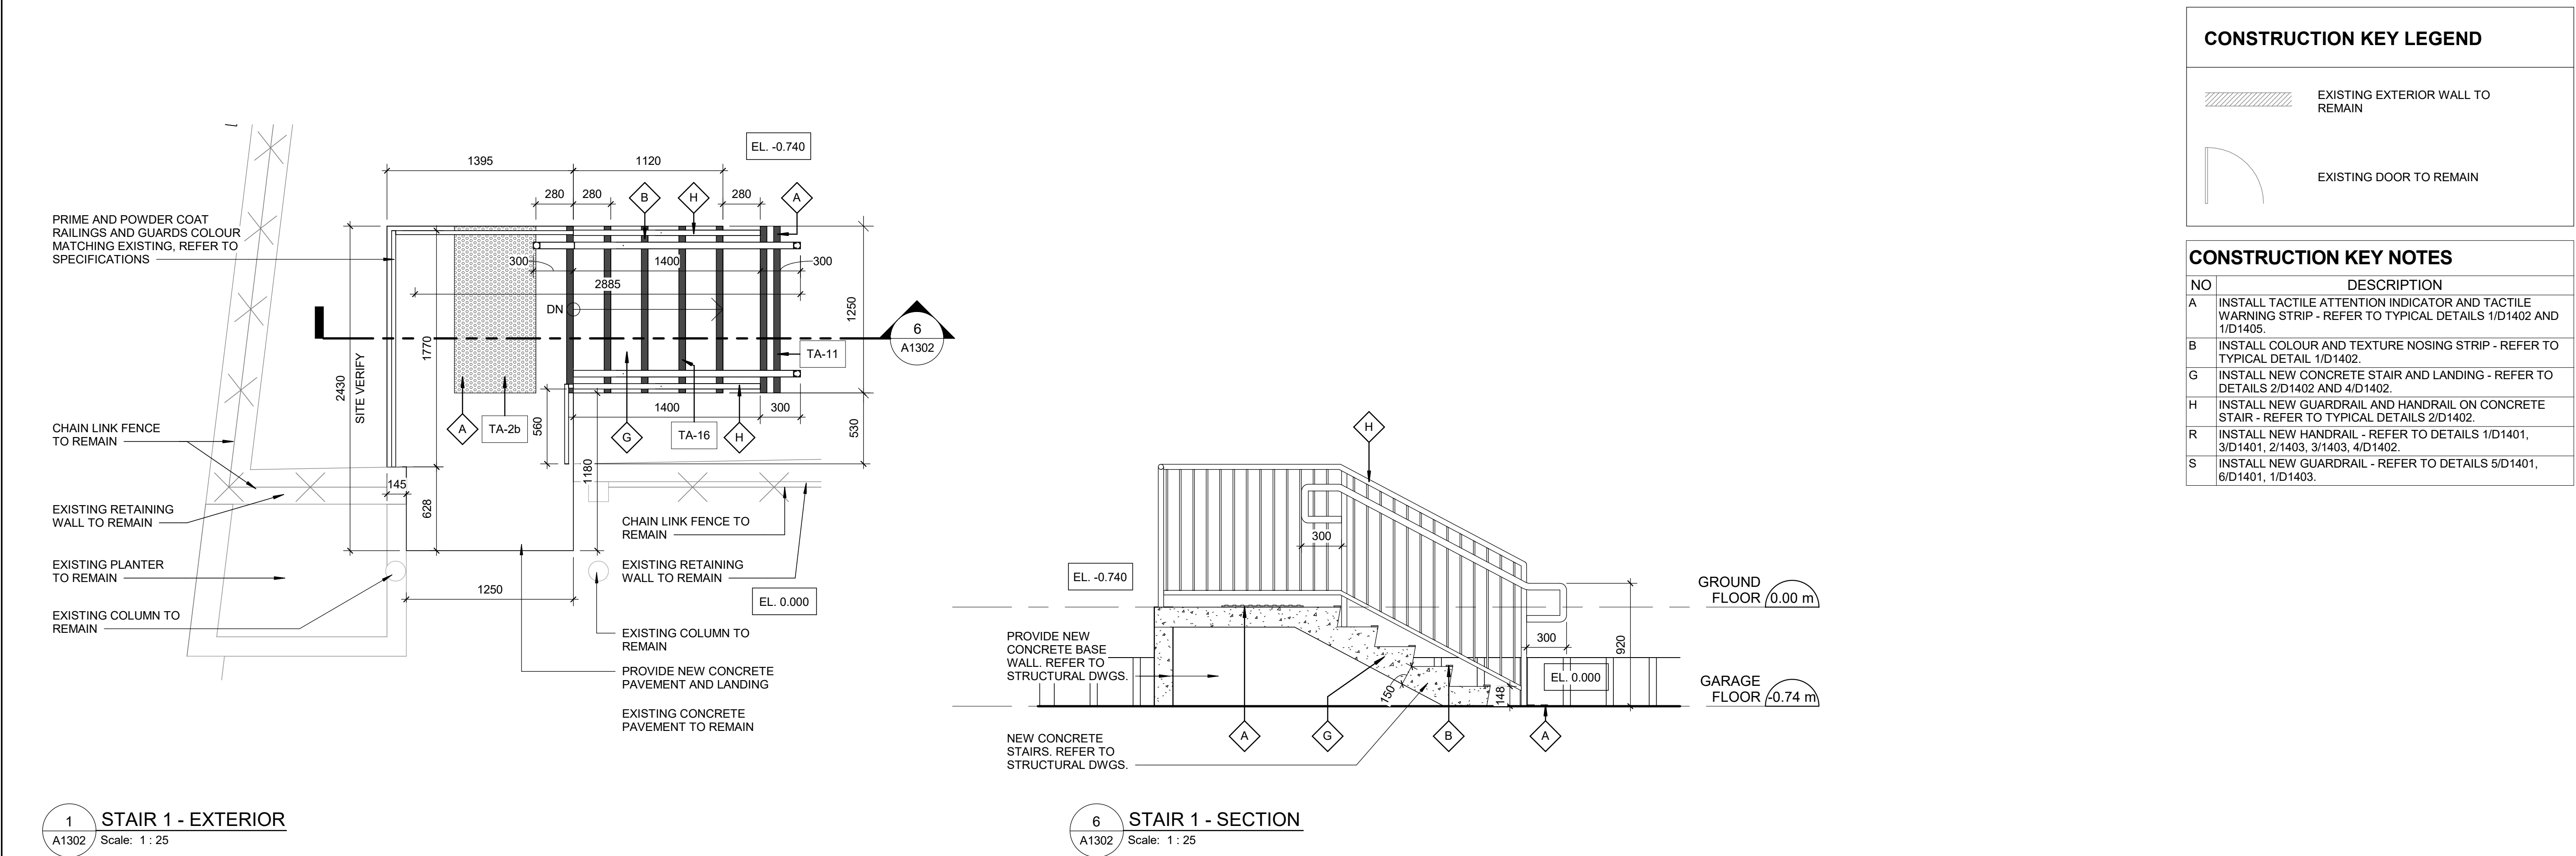 EL. -0.740
1395
1120
280
280
B
H
280
A
PRIME AND POWDER COAT
RAILINGS AND GUARDS COLOUR
MATCHING EXISTING, REFER TO
SPECIFICATIONS
300
1400
300
2885
DN
1250
6
A1302
TA-11
1770
2430
SITE VERIFY
CHAIN LINK FENCE
TO REMAIN
A
TA-2b
560
G
1400
300
TA-16
H
530
145
628
1180
EXISTING RETAINING
WALL TO REMAIN
CHAIN LINK FENCE TO
REMAIN
EXISTING PLANTER
TO REMAIN
EXISTING RETAINING
WALL TO REMAIN
1250
EL. 0.000
EXISTING COLUMN TO
REMAIN
EXISTING COLUMN TO
REMAIN
PROVIDE NEW CONCRETE
PAVEMENT AND LANDING
EXISTING CONCRETE
PAVEMENT TO REMAIN
1
A1302
STAIR 1 - EXTERIOR
Scale: 1 : 25
H
300
EL. -0.740
GROUND
FLOOR
0.00 m
PROVIDE NEW
CONCRETE BASE
WALL. REFER TO
STRUCTURAL DWGS.
300
920
EL. 0.000
150
148
GARAGE
FLOOR
-0.74 m
A
G
B
A
NEW CONCRETE
STAIRS. REFER TO
STRUCTURAL DWGS.
6
A1302
STAIR 1 - SECTION
Scale: 1 : 25
CONSTRUCTION KEY LEGEND
EXISTING EXTERIOR WALL TO
REMAIN
EXISTING DOOR TO REMAIN
CONSTRUCTION KEY NOTES
NO DESCRIPTION
A INSTALL TACTILE ATTENTION INDICATOR AND TACTILE
WARNING STRIP - REFER TO TYPICAL DETAILS 1/D1402 AND
1/D1405.
B INSTALL COLOUR AND TEXTURE NOSING STRIP - REFER TO
TYPICAL DETAIL 1/D1402.
G INSTALL NEW CONCRETE STAIR AND LANDING - REFER TO
DETAILS 2/D1402 AND 4/D1402.
H INSTALL NEW GUARDRAIL AND HANDRAIL ON CONCRETE
STAIR - REFER TO TYPICAL DETAILS 2/D1402.
R INSTALL NEW HANDRAIL - REFER TO DETAILS 1/D1401,
3/D1401, 2/1403, 3/1403, 4/D1402.
S INSTALL NEW GUARDRAIL - REFER TO DETAILS 5/D1401,
6/D1401, 1/D1403.